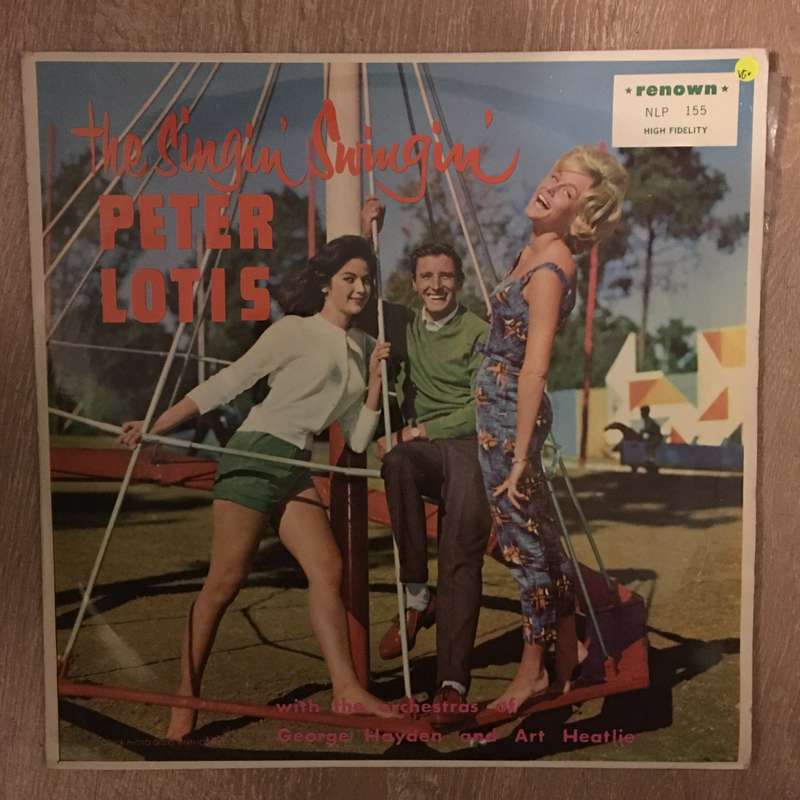 VG+
★ renown ★
NLP 155
HIGH FIDELITY
the Singin' Swingin'
PETER
LOTIS
with the orchestras of
George Hayden and Art Heatlie